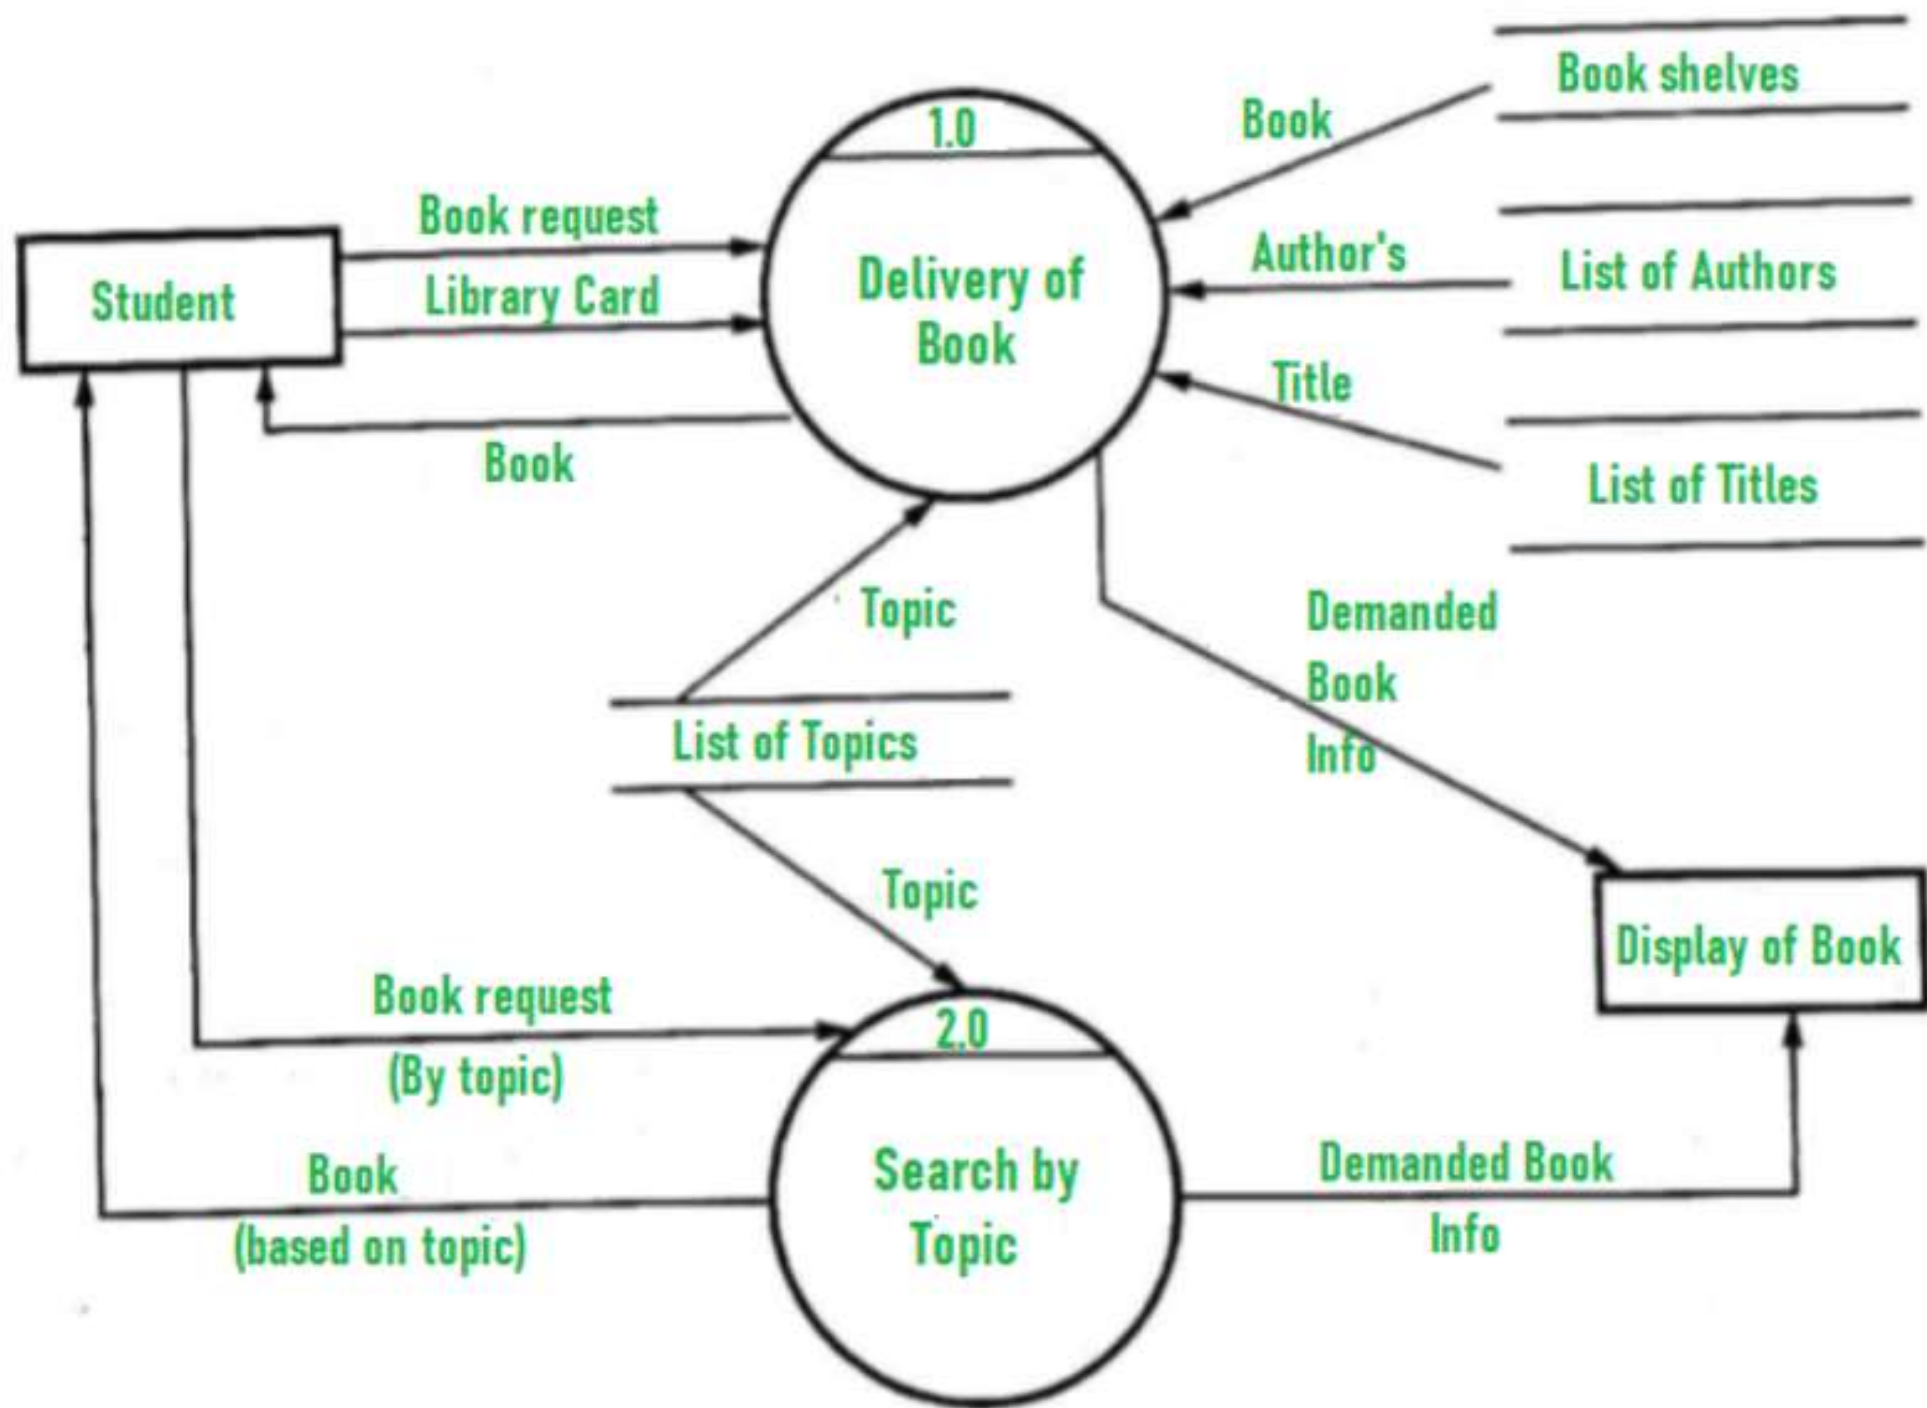 Book shelves
Book
1.0
Book request
Student
Library Card
Delivery of
Book
Author's
List of Authors
Title
List of Titles
Book
Topic
Demanded
Book
Info
List of Topics
Topic
Display of Book
Book request
(By topic)
2.0
Search by
Topic
Book
(based on topic)
Demanded Book
Info